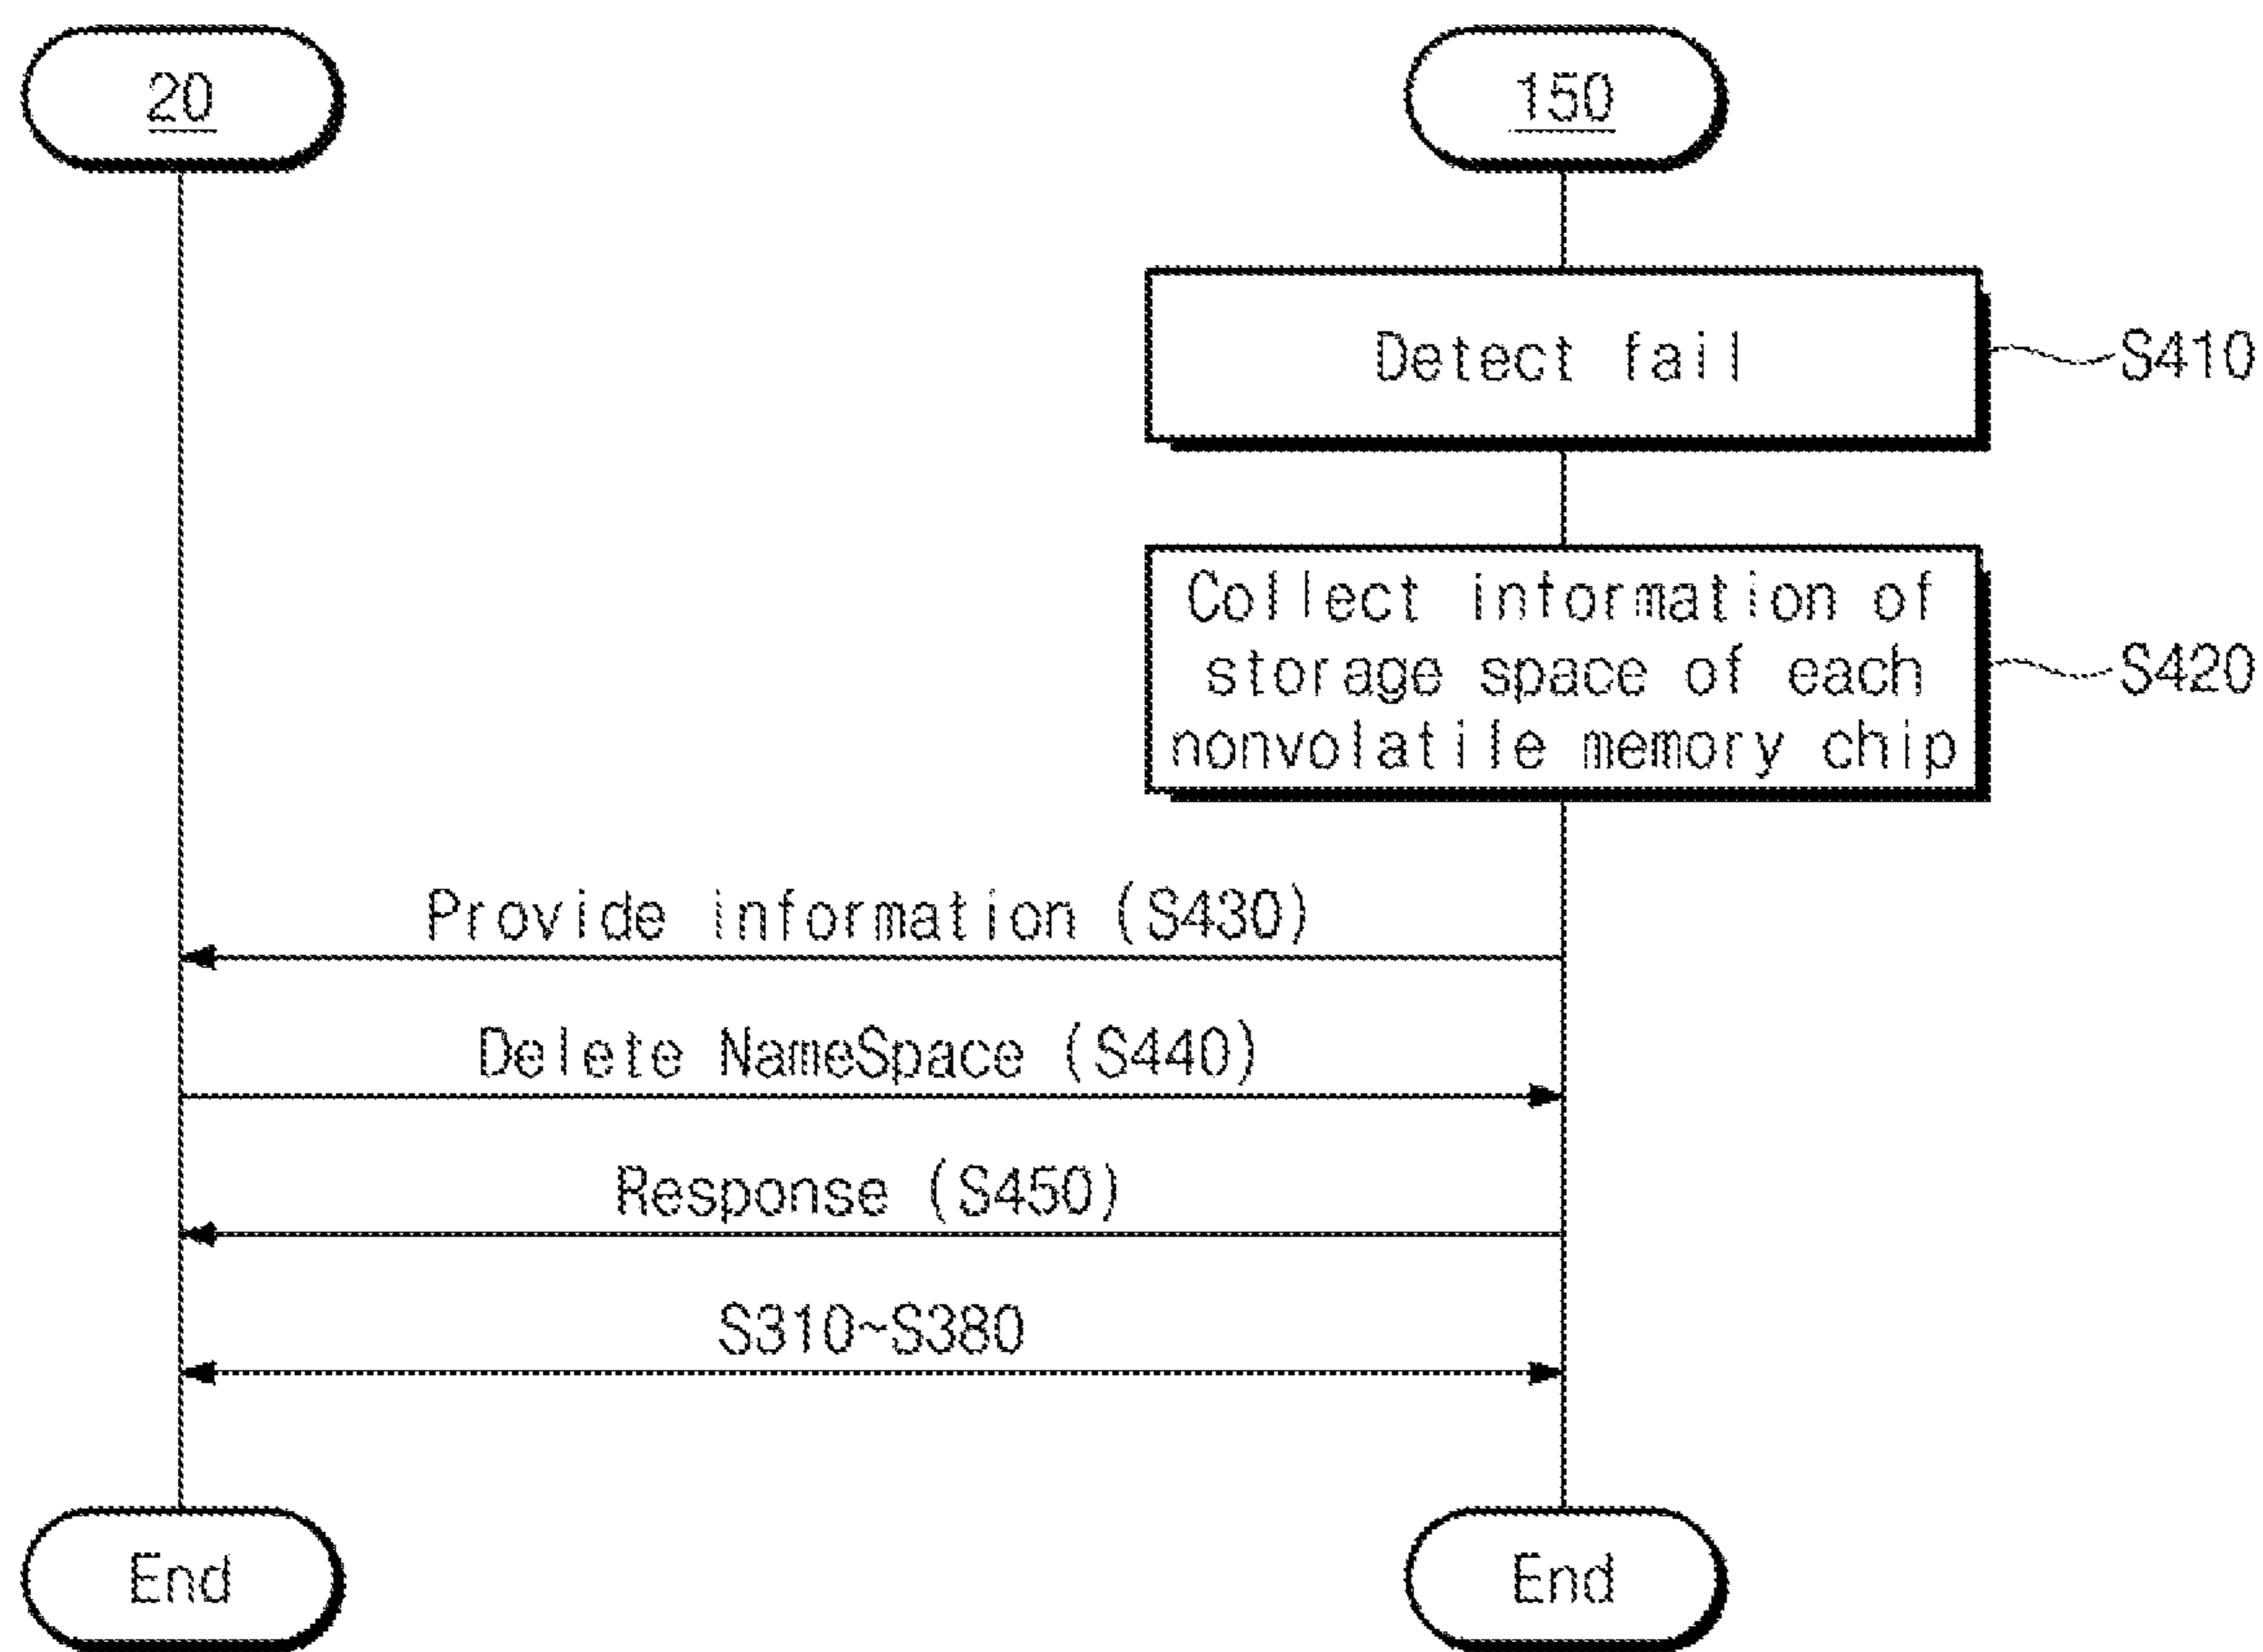 20
150
Detect fail
S410
Collect information of
storage space of each
nonvolatile memory chip
S420
Provide information (S430)
Delete NameSpace (S440)
Response (S450)
S310~S380
End
End